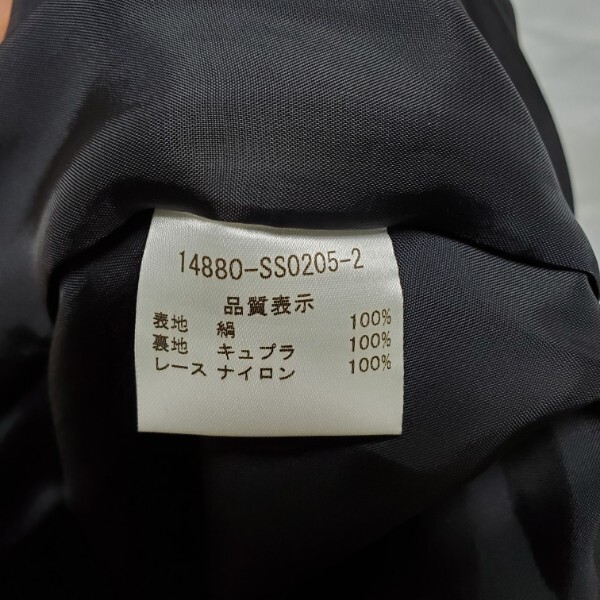 14880-SS0205-2
品質表示
表地 絹 100%
裏地 キュプラ 100%
レース ナイロン 100%